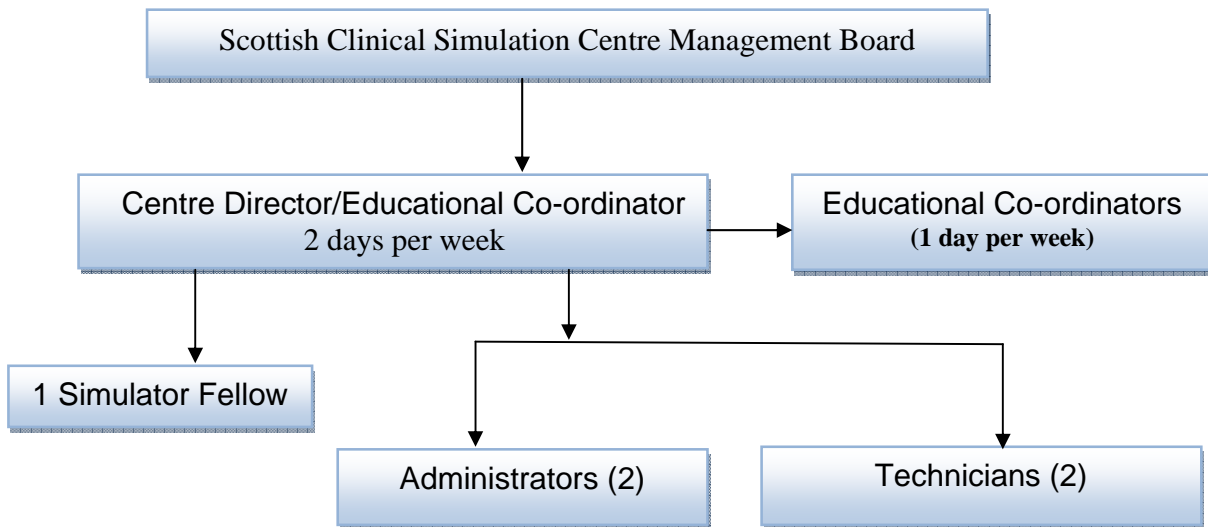 Scottish Clinical Simulation Centre Management Board
Centre Director/Educational Co-ordinator
2 days per week
Educational Co-ordinators
(1 day per week)
1 Simulator Fellow
Administrators (2)
Technicians (2)